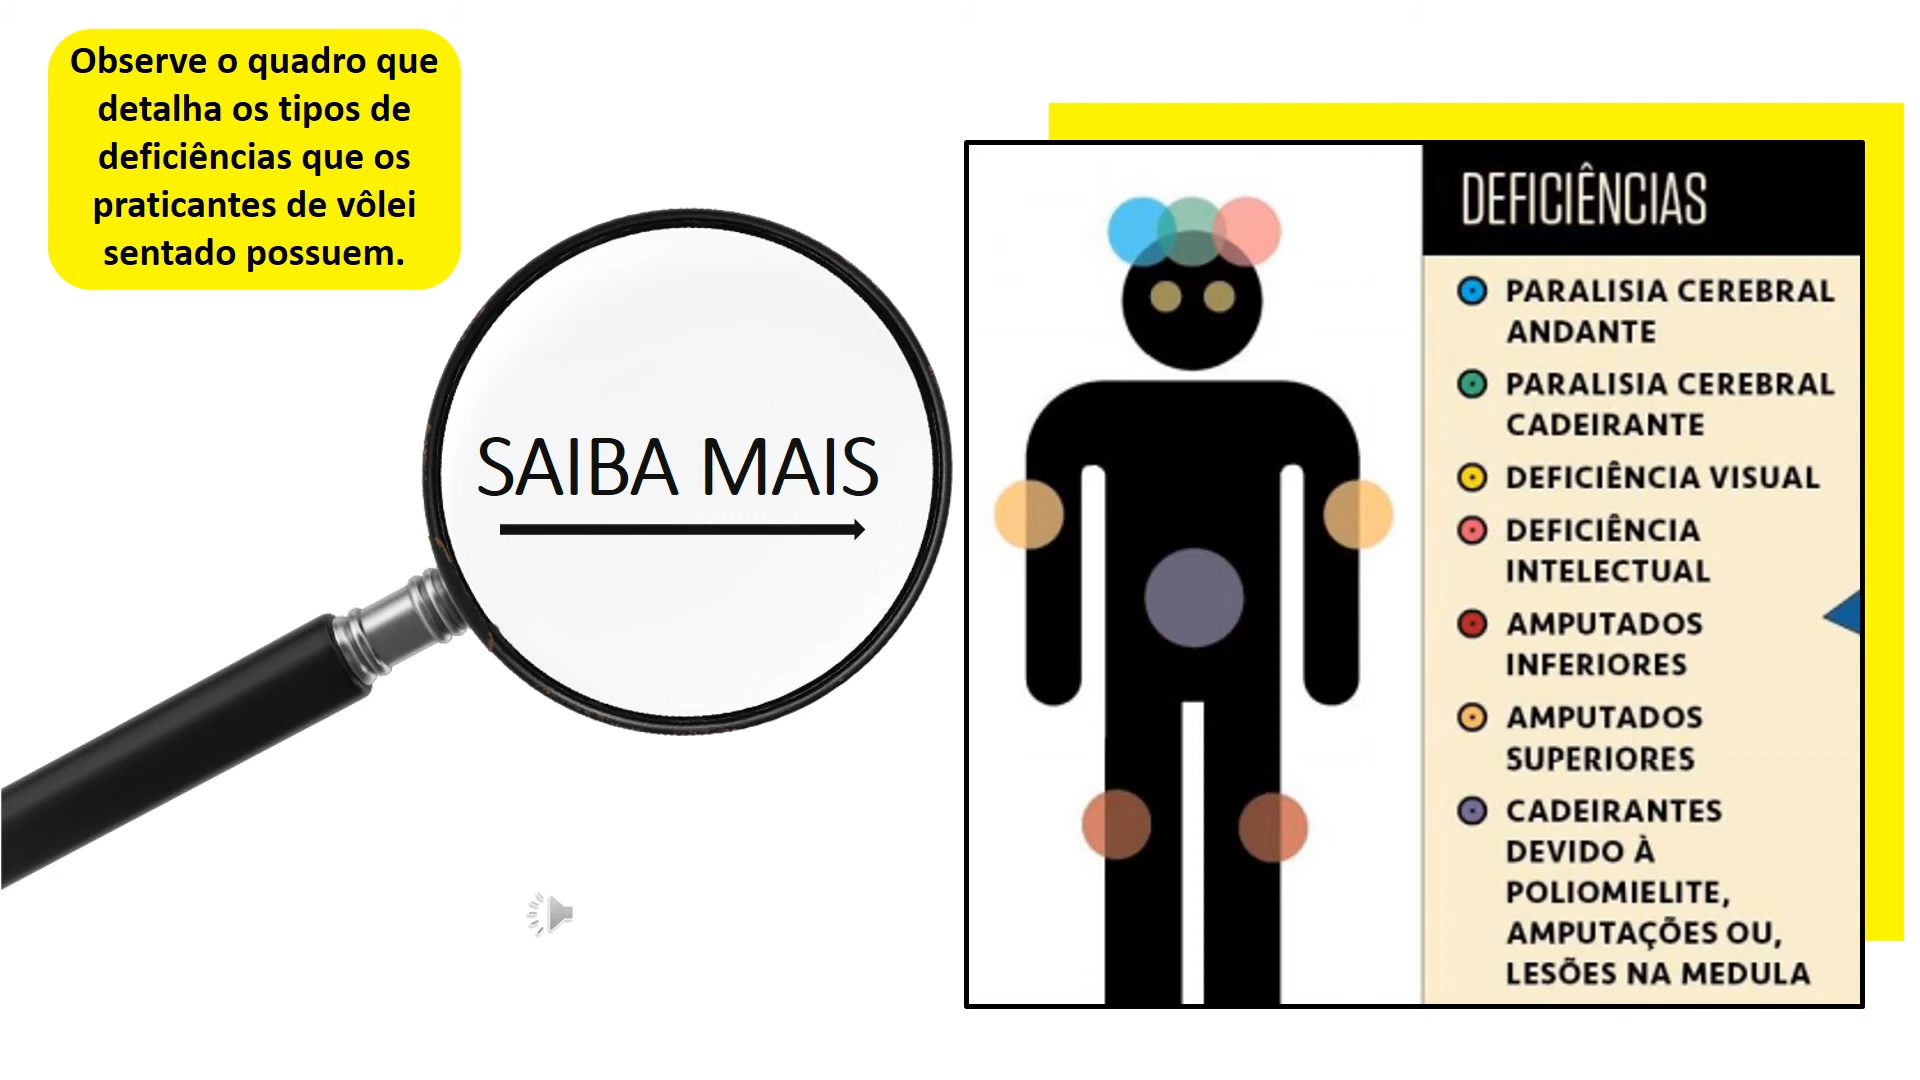 Observe o quadro que
detalha os tipos de
deficiências que os
praticantes de vôlei
sentado possuem.
SAIBA MAIS
DEFICIÊNCIAS
PARALISIA CEREBRAL
ANDANTE
PARALISIA CEREBRAL
CADEIRANTE
DEFICIÊNCIA VISUAL
DEFICIÊNCIA
INTELECTUAL
AMPUTADOS
INFERIORES
AMPUTADOS
SUPERIORES
CADEIRANTES
DEVIDO À
POLIOMIELITE,
AMPUTAÇÕES OU,
LESÕES NA MEDULA